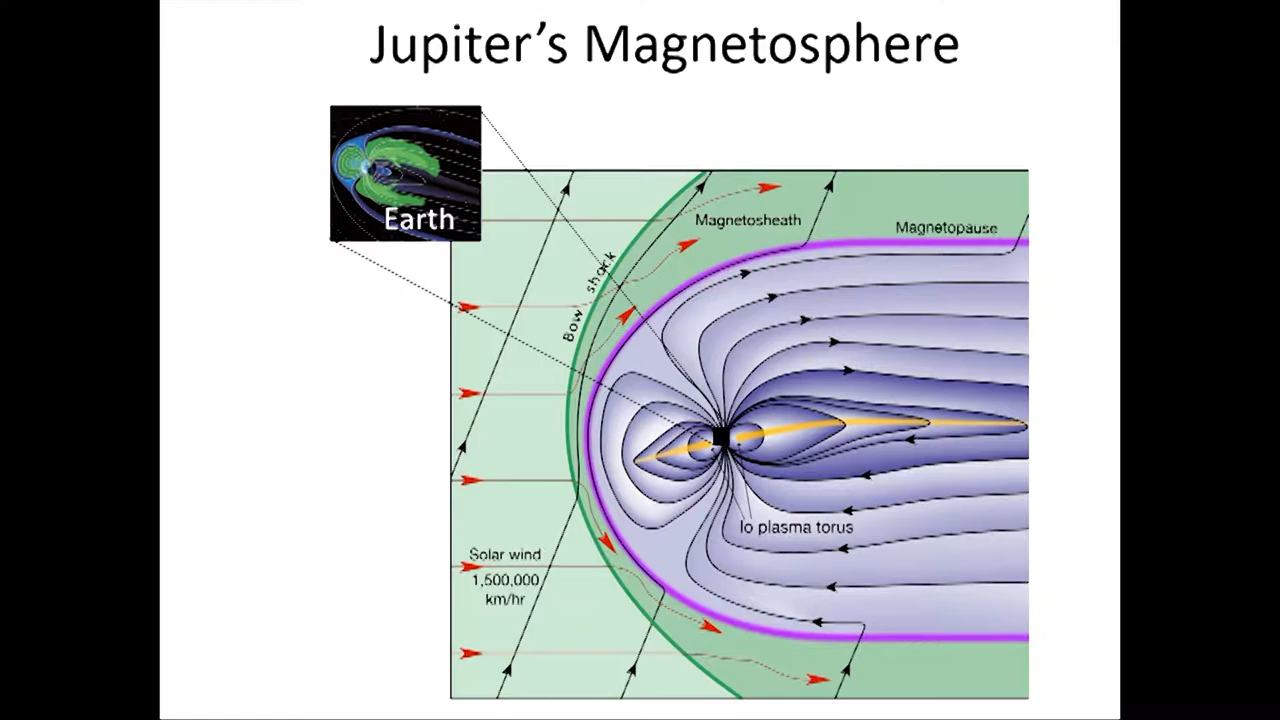 Jupiter’s Magnetosphere
Earth
Magnetosheath
Magnetopause
Bow shock
Io plasma torus
Solar wind
1,500,000
km/hr